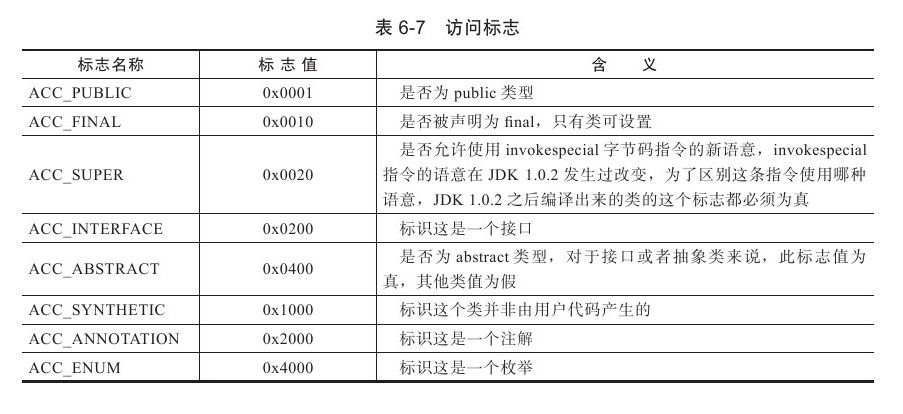 表 6-7 访问标志
标志名称 标 志 值 含 义
ACC_PUBLIC 0x0001 是否为 public 类型
ACC_FINAL 0x0010 是否被声明为 final，只有类可设置
ACC_SUPER 0x0020 是否允许使用 invokespecial 字节码指令的新语意，invokespecial
指令的语意在 JDK 1.0.2 发生过改变，为了区别这条指令使用哪种
语意，JDK 1.0.2 之后编译出来的类的这个标志都必须为真
ACC_INTERFACE 0x0200 标识这是一个接口
ACC_ABSTRACT 0x0400 是否为 abstract 类型，对于接口或者抽象类来说，此标志值为
真，其他类值为假
ACC_SYNTHETIC 0x1000 标识这个类并非由用户代码产生的
ACC_ANNOTATION 0x2000 标识这是一个注解
ACC_ENUM 0x4000 标识这是一个枚举